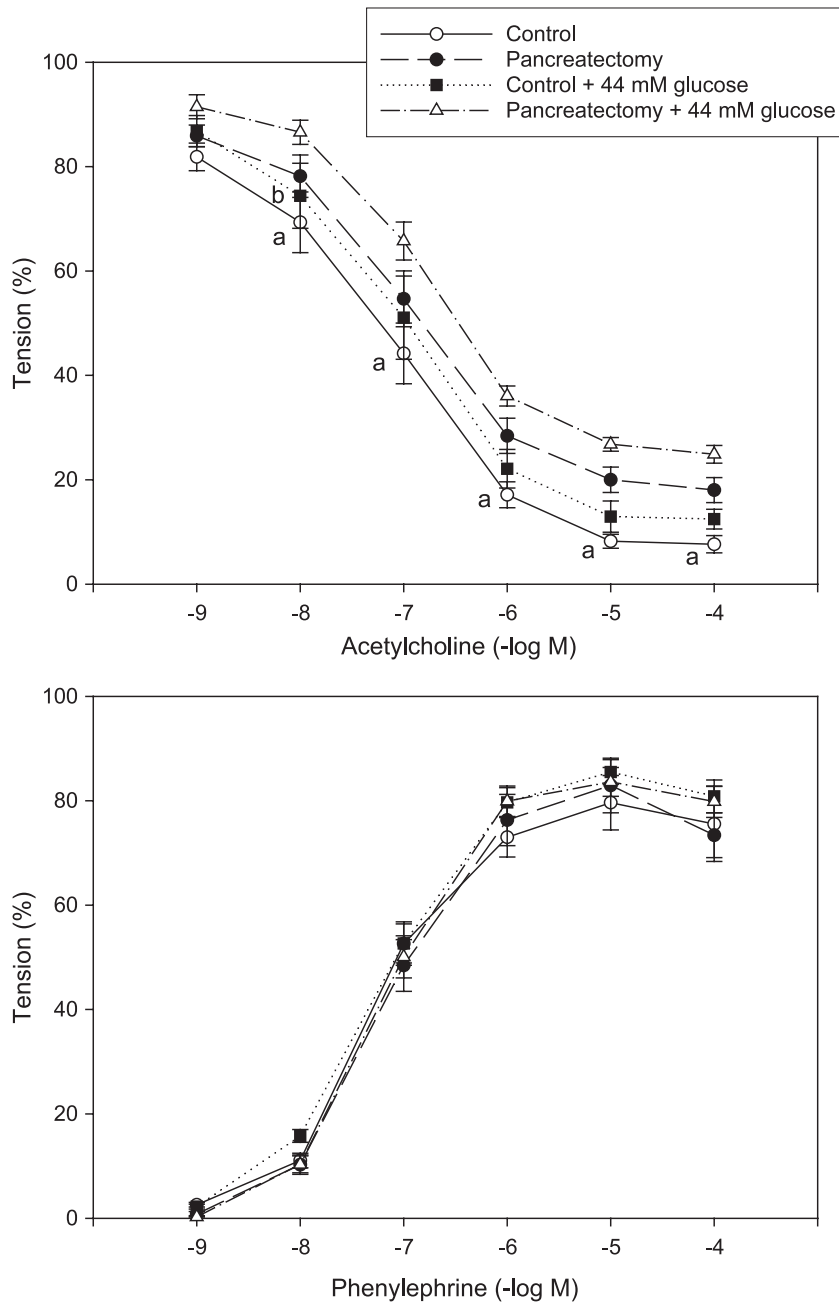 Control
Pancreatectomy
Control + 44 mM glucose
Pancreatectomy + 44 mM glucose
100
80
60
40
20
0
Tension (%)
b
a
a
a
a
a
-9
-8
-7
-6
-5
-4
Acetylcholine (-log M)
100
80
60
40
20
0
Tension (%)
-9
-8
-7
-6
-5
-4
Phenylephrine (-log M)